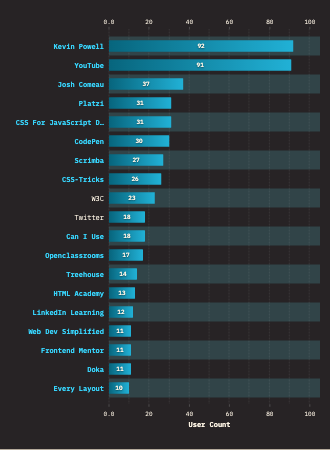 0.0 20 40 60 80 100
Kevin Powell 92
YouTube 91
Josh Comeau 37
Platzi 31
CSS For JavaScript D… 31
CodePen 30
Scrimba 27
CSS-Tricks 26
W3C 23
Twitter 18
Can I Use 18
Openclassrooms 17
Treehouse 14
HTML Academy 13
LinkedIn Learning 12
Web Dev Simplified 11
Frontend Mentor 11
Doka 11
Every Layout 10
0.0 20 40 60 80 100
User Count